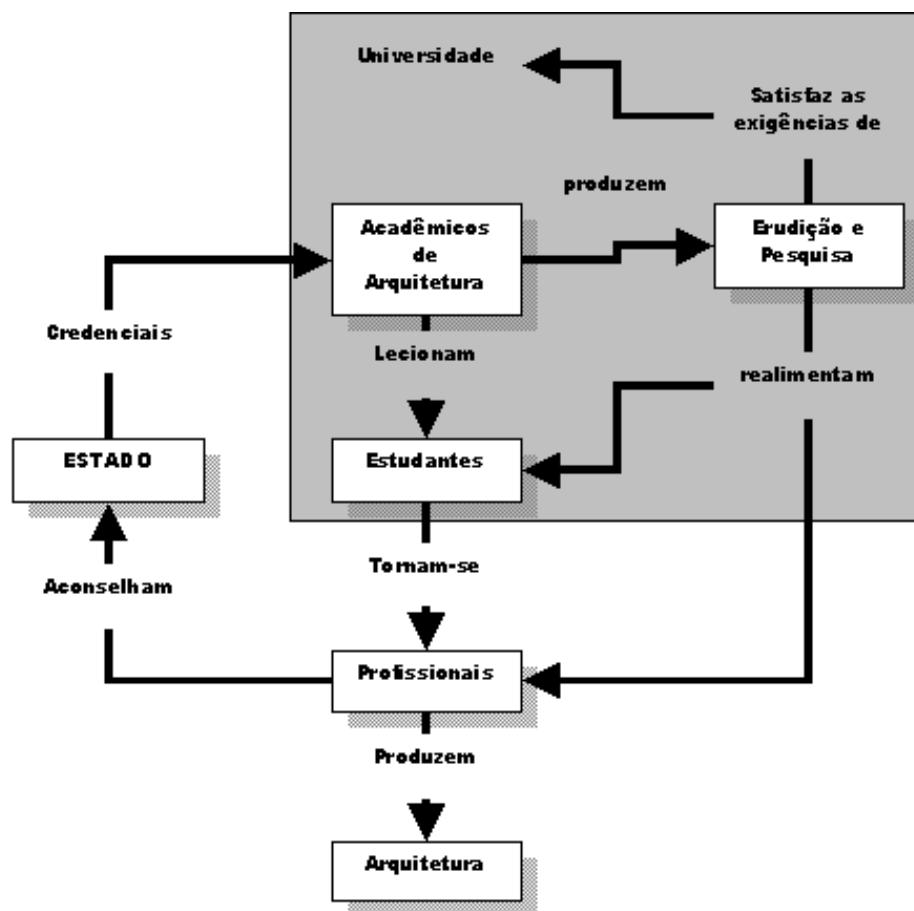 Universidade
Satisfaz as
exigências de
produzem
Acadêmicos
de
Arquitetura
Erudição e
Pesquisa
Credenciais
Lecionam
realimentam
ESTADO
Estudantes
Tornam-se
Aconselham
Profissionais
Produzem
Arquitetura